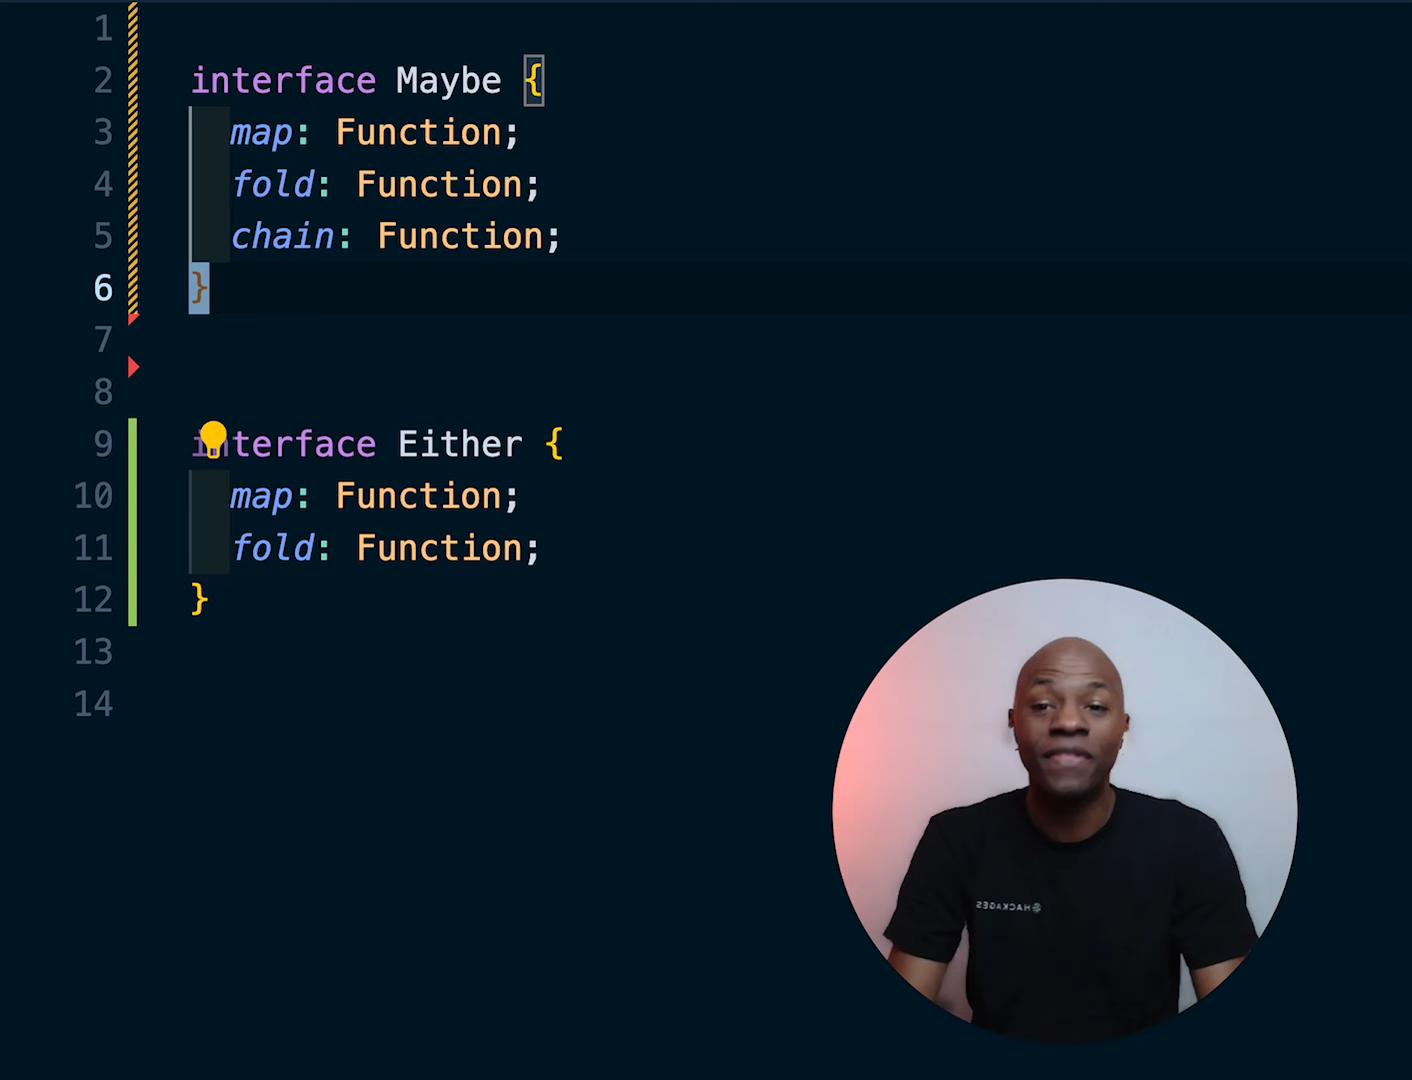 1
2 interface Maybe {
3 map: Function;
4 fold: Function;
5 chain: Function;
6 }
7
8
9 interface Either {
10 map: Function;
11 fold: Function;
12 }
13
14
HACKAGES